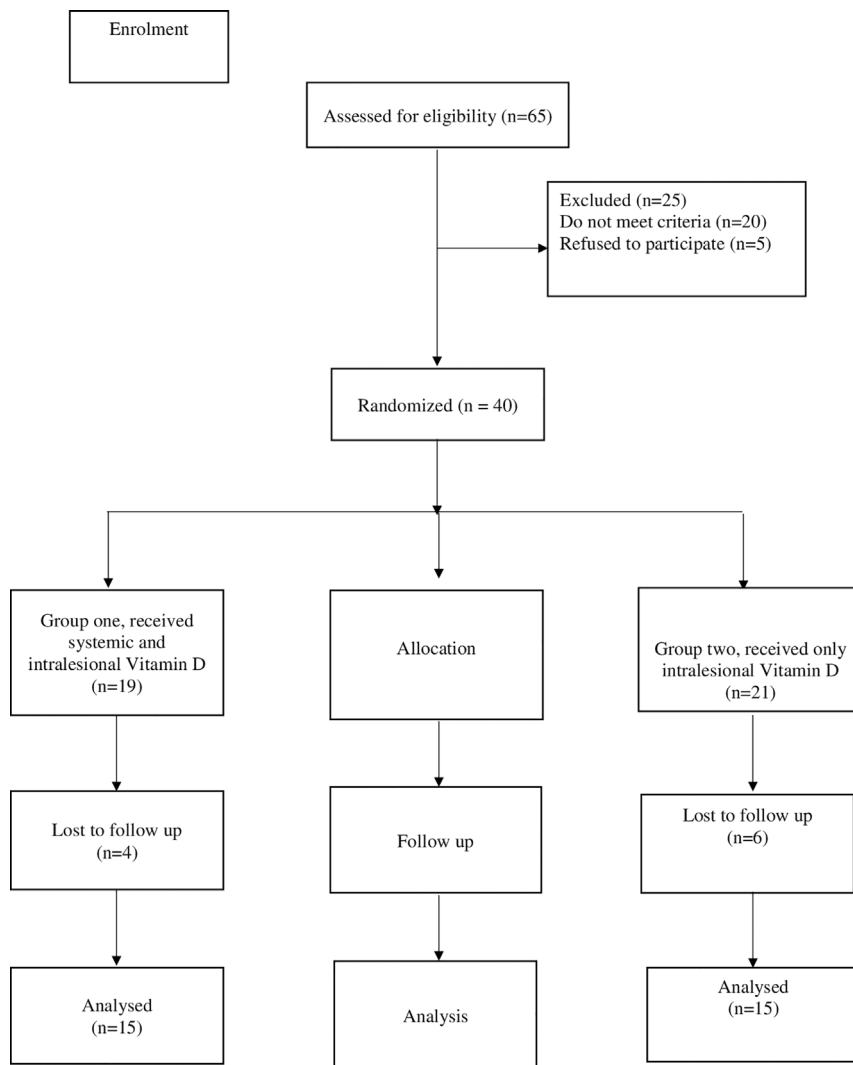 Enrolment
Assessed for eligibility (n=65)
Excluded (n=25)
Do not meet criteria (n=20)
Refused to participate (n=5)
Randomized (n = 40)
Group one, received
systemic and
intralesional Vitamin D
(n=19)
Allocation
Group two, received only
intralesional Vitamin D
(n=21)
Lost to follow up
(n=4)
Follow up
Lost to follow up
(n=6)
Analysed
(n=15)
Analysis
Analysed
(n=15)